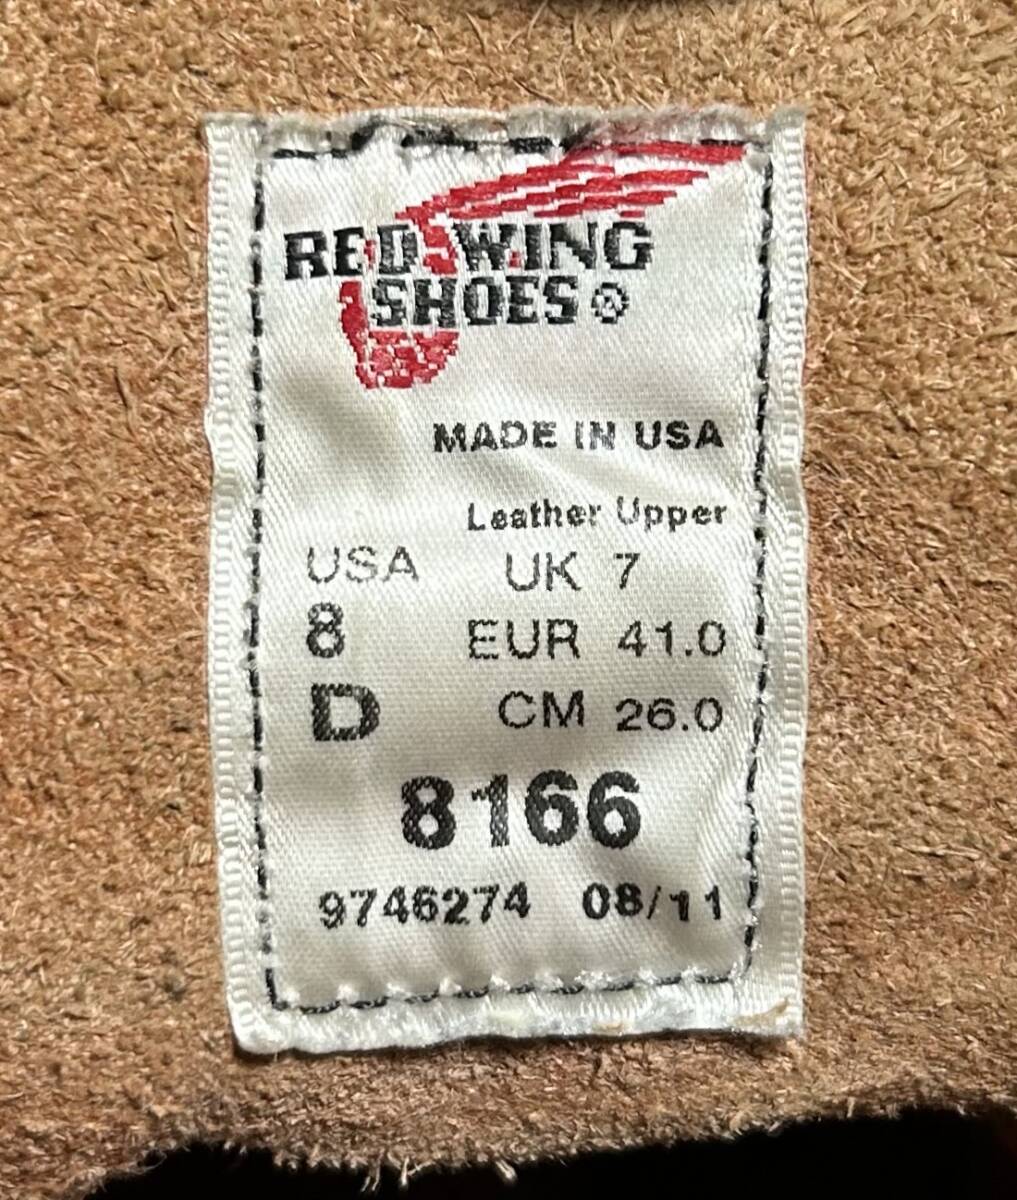 RED WING
SHOES®
MADE IN USA
Leather Upper
USA UK 7
8 EUR 41.0
D CM 26.0
8166
9746274 08/11